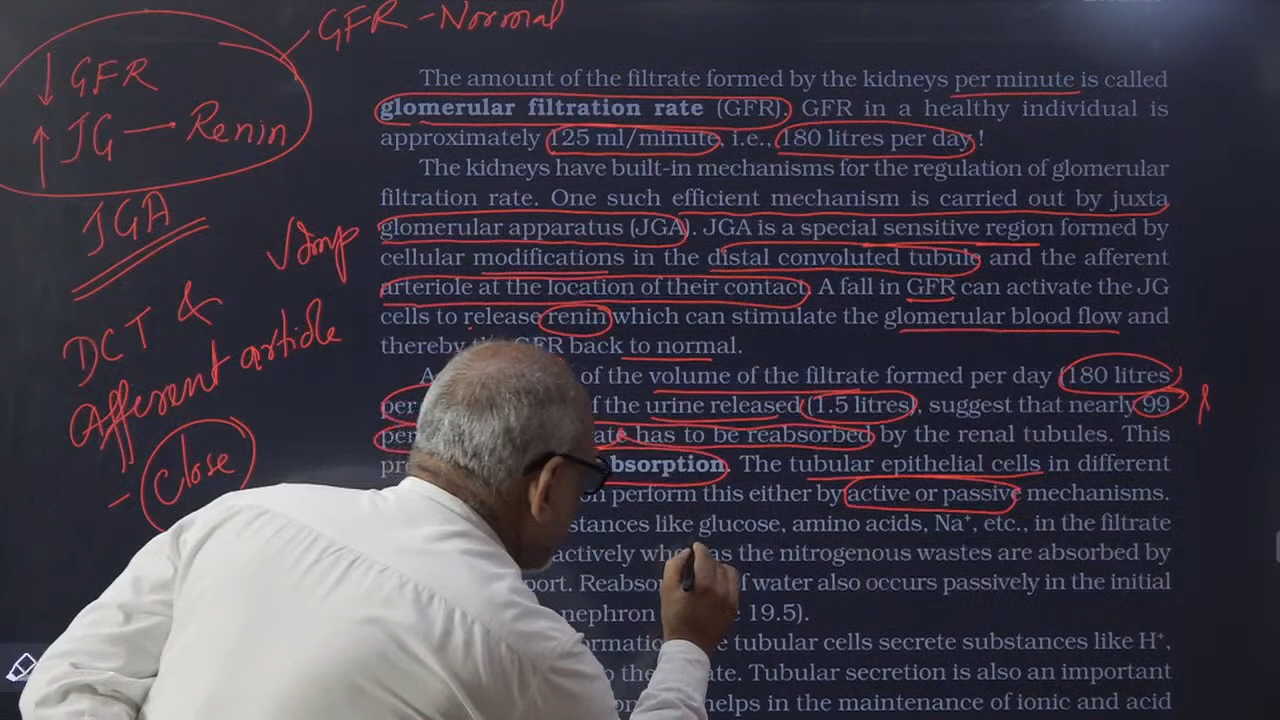 GFR - Normal
↓ GFR
↑ JG → Renin
JGA
✓ Imp
DCT &
Afferent article
- Close
The amount of the filtrate formed by the kidneys per minute is called
glomerular filtration rate (GFR). GFR in a healthy individual is
approximately 125 ml/minute, i.e., 180 litres per day !
The kidneys have built-in mechanisms for the regulation of glomerular
filtration rate. One such efficient mechanism is carried out by juxta
glomerular apparatus (JGA). JGA is a special sensitive region formed by
cellular modifications in the distal convoluted tubule and the afferent
arteriole at the location of their contact. A fall in GFR can activate the JG
cells to release renin which can stimulate the glomerular blood flow and
thereby GFR back to normal.
of the volume of the filtrate formed per day (180 litres
per of the urine released (1.5 litres), suggest that nearly 99
per has to be reabsorbed by the renal tubules. This
absorption. The tubular epithelial cells in different
perform this either by active or passive mechanisms.
like glucose, amino acids, Na⁺, etc., in the filtrate
actively the nitrogenous wastes are absorbed by
of water also occurs passively in the initial
nephron 19.5).
tubular cells secrete substances like H⁺,
Tubular secretion is also an important
helps in the maintenance of ionic and acid